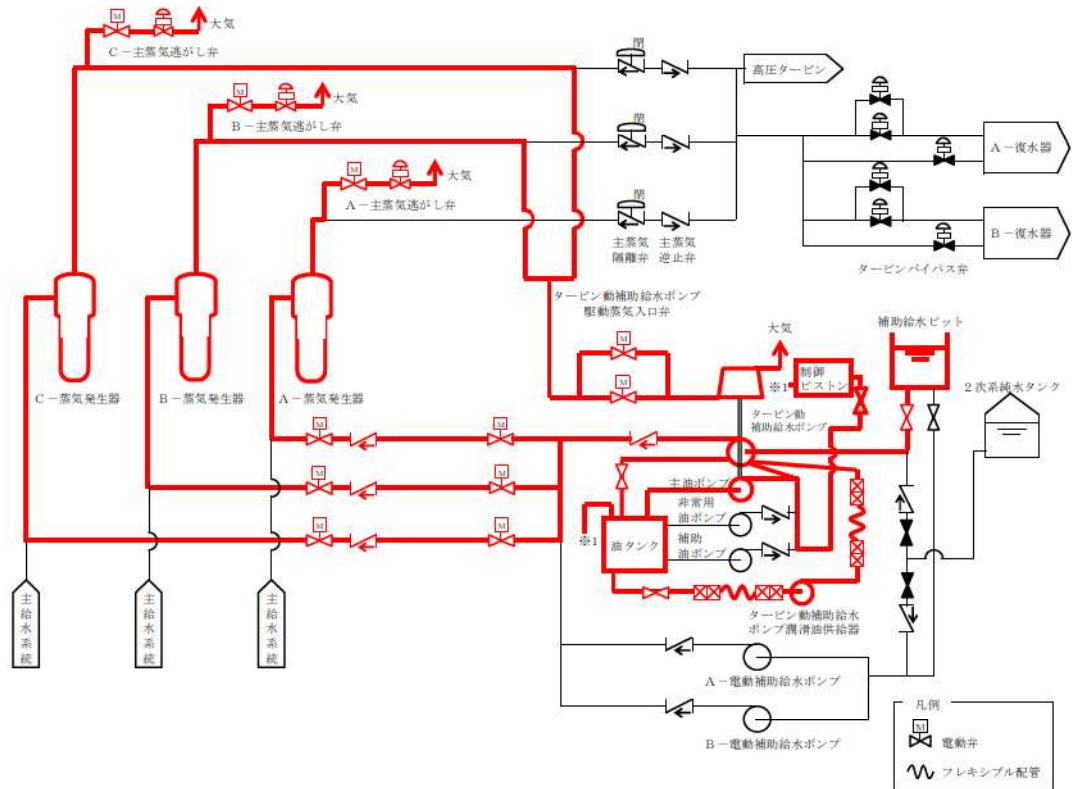 M
大気
C－主蒸気逃がし弁
M
大気
B－主蒸気逃がし弁
M
大気
A－主蒸気逃がし弁
閉
閉
閉
高圧タービン
A－復水器
B－復水器
主蒸気
隔離弁
主蒸気
逆止弁
タービンバイパス弁
タービン動補助給水ポンプ
駆動蒸気入口弁
M
M
大気
※1
制御
ピストン
補助給水ピット
2次系純水タンク
C－蒸気発生器
B－蒸気発生器
A－蒸気発生器
タービン動
補助給水ポンプ
M
M
M
M
M
M
主油ポンプ
非常用
油ポンプ
補助
油ポンプ
※1
油タンク
タービン動補助給水
ポンプ潤滑油供給器
主給水系統
主給水系統
主給水系統
A－電動補助給水ポンプ
B－電動補助給水ポンプ
凡例
M
電動弁
フレキシブル配管